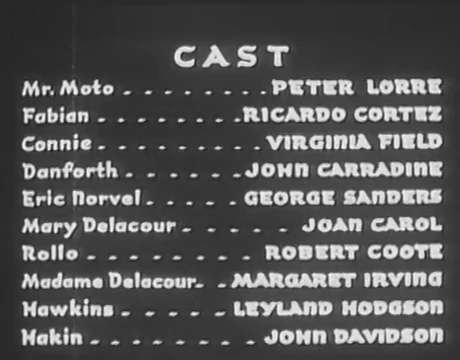 CAST
Mr. Moto . . . . . . . . PETER LORRE
Fabian . . . . . . . . RICARDO CORTEZ
Connie . . . . . . . . . VIRGINIA FIELD
Danforth . . . . . . . JOHN CARRADINE
Eric Norvel . . . . . GEORGE SANDERS
Mary Delacour . . . . . JOAN CAROL
Rollo . . . . . . . . ROBERT COOTE
Madame Delacour . . MARGARET IRVING
Hawkins . . . . . LEYLAND HODGSON
Hakin . . . . . . . . JOHN DAVIDSON